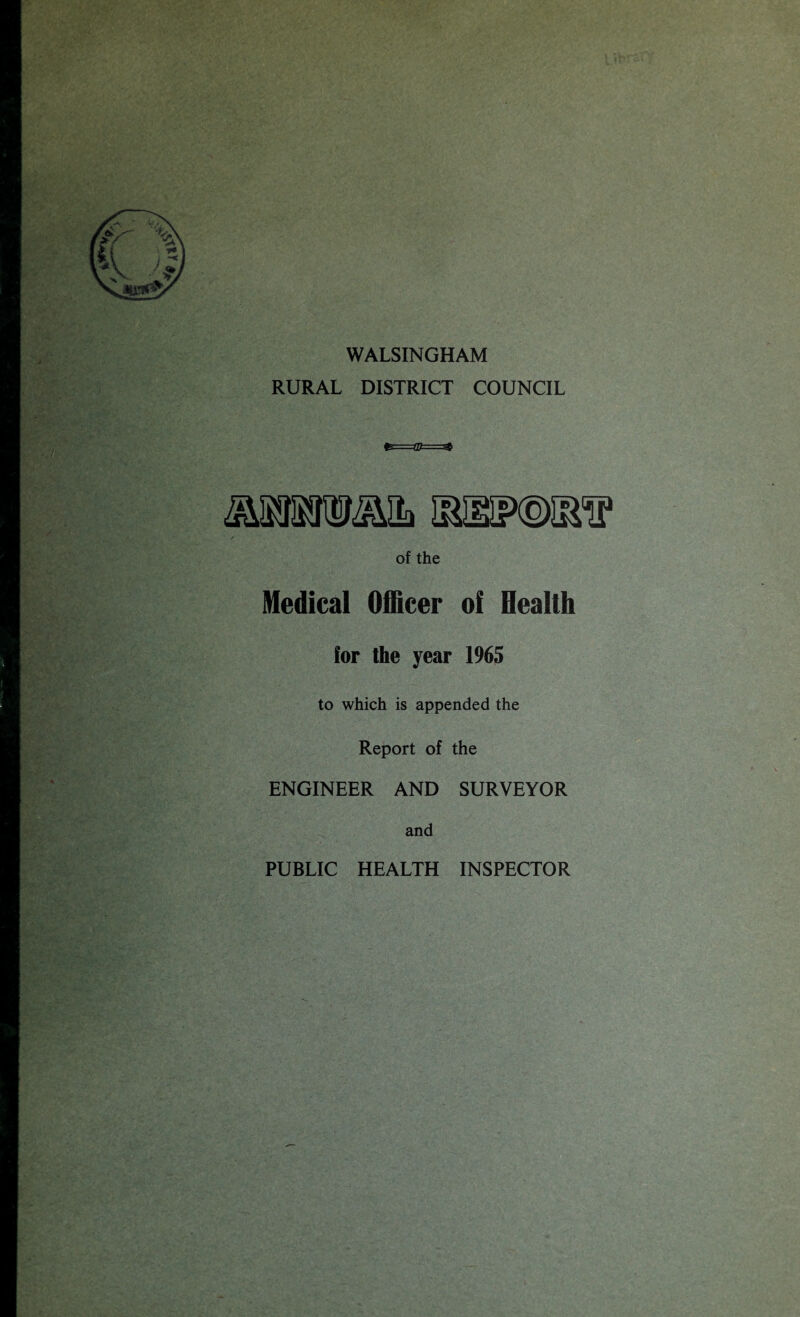 Library
WALSINGHAM
RURAL DISTRICT COUNCIL
ANNUAL REPORT
of the
Medical Officer of Health
for the year 1965
to which is appended the
Report of the
ENGINEER AND SURVEYOR
and
PUBLIC HEALTH INSPECTOR